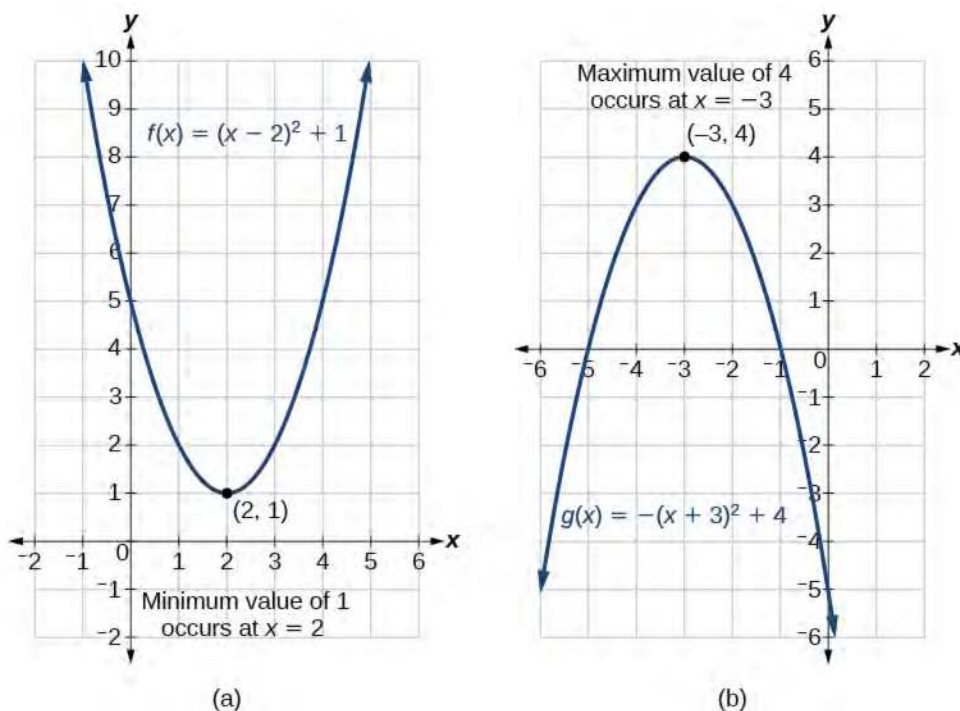 y
10
9
f(x) = (x − 2)² + 1
8
7
6
5
4
3
2
1
(2, 1)
−2 −1 0 1 2 3 4 5 6 x
−1
Minimum value of 1
occurs at x = 2
−2
(a)
y
6
Maximum value of 4
occurs at x = −3
5
(−3, 4)
4
3
2
1
−6 −5 −4 −3 −2 −1 0 1 2 x
−1
−2
−3
g(x) = −(x + 3)² + 4
−4
−5
−6
(b)